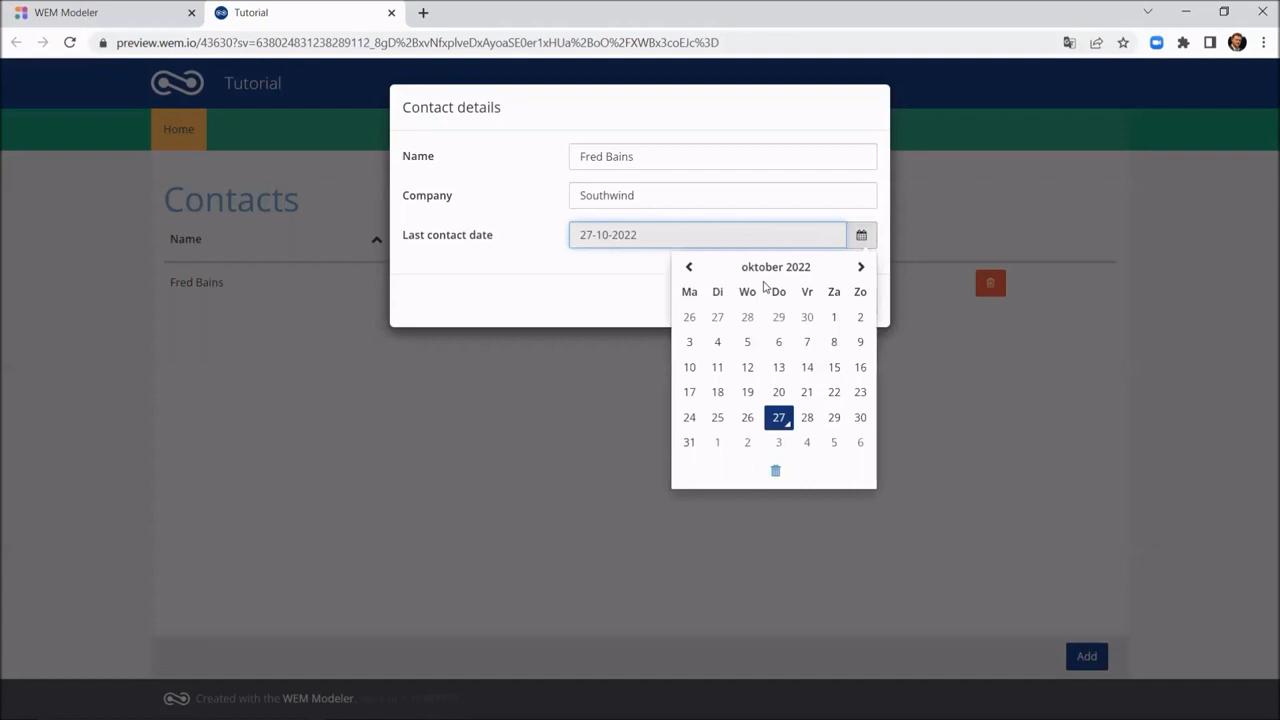 WEM Modeler
Tutorial
preview.wem.io/43630?sv=638024831238289112_8gD%2BxvNfxplveDxAyoaSE0er1xHUa%2BoO%2FXWBx3coEJc%3D
Tutorial
Home
Contacts
Name
Fred Bains
Contact details
Name
Fred Bains
Company
Southwind
Last contact date
27-10-2022
oktober 2022
Ma Di Wo Do Vr Za Zo
26 27 28 29 30 1 2
3 4 5 6 7 8 9
10 11 12 13 14 15 16
17 18 19 20 21 22 23
24 25 26 27 28 29 30
31 1 2 3 4 5 6
Add
Created with the WEM Modeler.